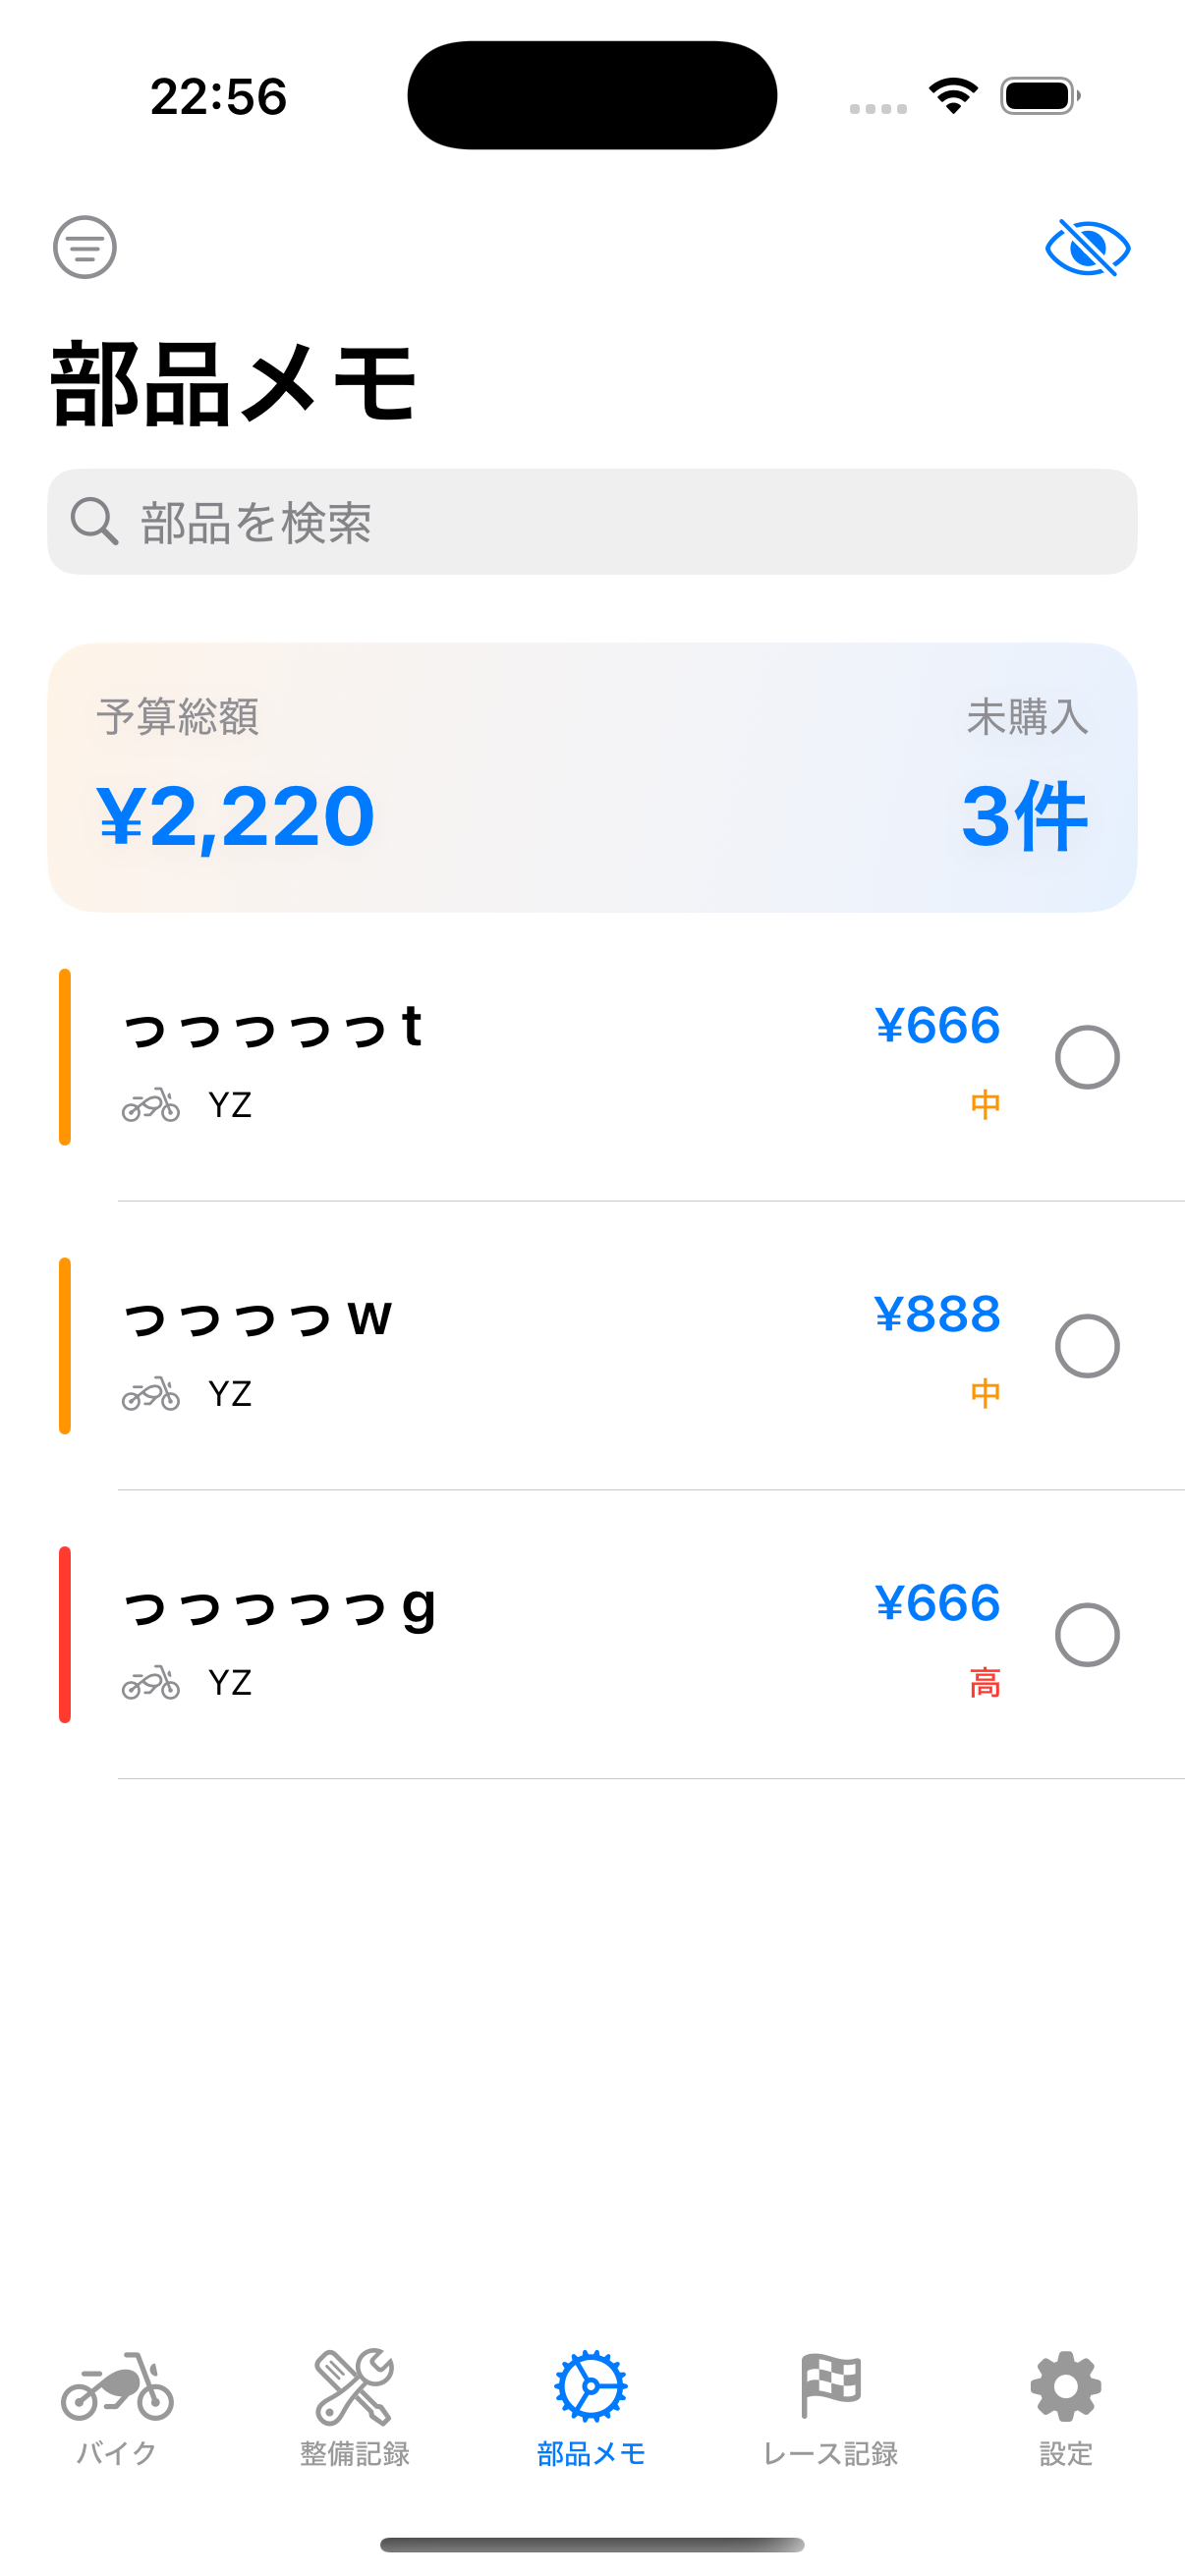 22:56
部品メモ
部品を検索
予算総額 未購入
¥2,220 3件
っっっっっt ¥666
YZ 中
っっっっw ¥888
YZ 中
っっっっっg ¥666
YZ 高
バイク 整備記録 部品メモ レース記録 設定